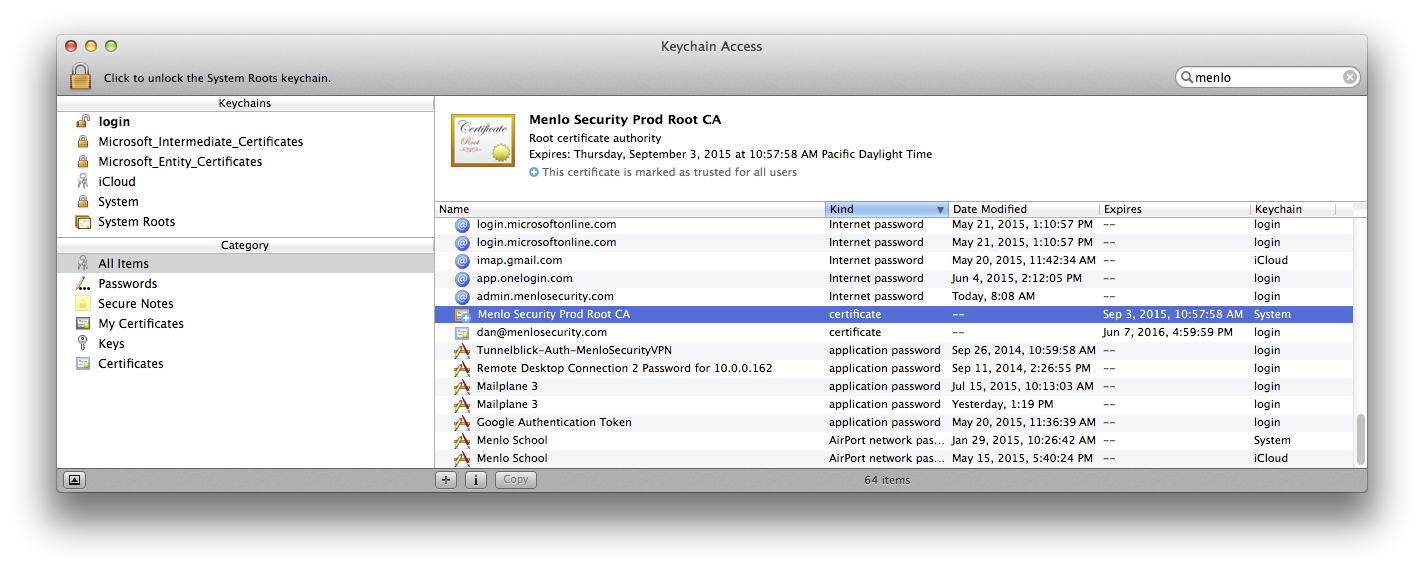 Keychain Access
Click to unlock the System Roots keychain.
menlo
Keychains
login
Microsoft_Intermediate_Certificates
Microsoft_Entity_Certificates
iCloud
System
System Roots
Category
All Items
Passwords
Secure Notes
My Certificates
Keys
Certificates
Certificate
Root
Menlo Security Prod Root CA
Root certificate authority
Expires: Thursday, September 3, 2015 at 10:57:58 AM Pacific Daylight Time
This certificate is marked as trusted for all users
Name Kind Date Modified Expires Keychain
login.microsoftonline.com Internet password May 21, 2015, 1:10:57 PM -- login
login.microsoftonline.com Internet password May 21, 2015, 1:10:57 PM -- login
imap.gmail.com Internet password May 20, 2015, 11:42:34 AM -- iCloud
app.onelogin.com Internet password Jun 4, 2015, 2:12:05 PM -- login
admin.menlosecurity.com Internet password Today, 8:08 AM -- login
Menlo Security Prod Root CA certificate -- Sep 3, 2015, 10:57:58 AM System
dan@menlosecurity.com certificate -- Jun 7, 2016, 4:59:59 PM login
Tunnelblick-Auth-MenloSecurityVPN application password Sep 26, 2014, 10:59:58 AM -- login
Remote Desktop Connection 2 Password for 10.0.0.162 application password Sep 11, 2014, 2:26:55 PM -- login
Mailplane 3 application password Jul 15, 2015, 10:13:03 AM -- login
Mailplane 3 application password Yesterday, 1:19 PM -- login
Google Authentication Token application password May 20, 2015, 11:36:39 AM -- login
Menlo School AirPort network pas... Jan 29, 2015, 10:26:42 AM -- System
Menlo School AirPort network pas... May 15, 2015, 5:40:24 PM -- iCloud
+ i Copy 64 items